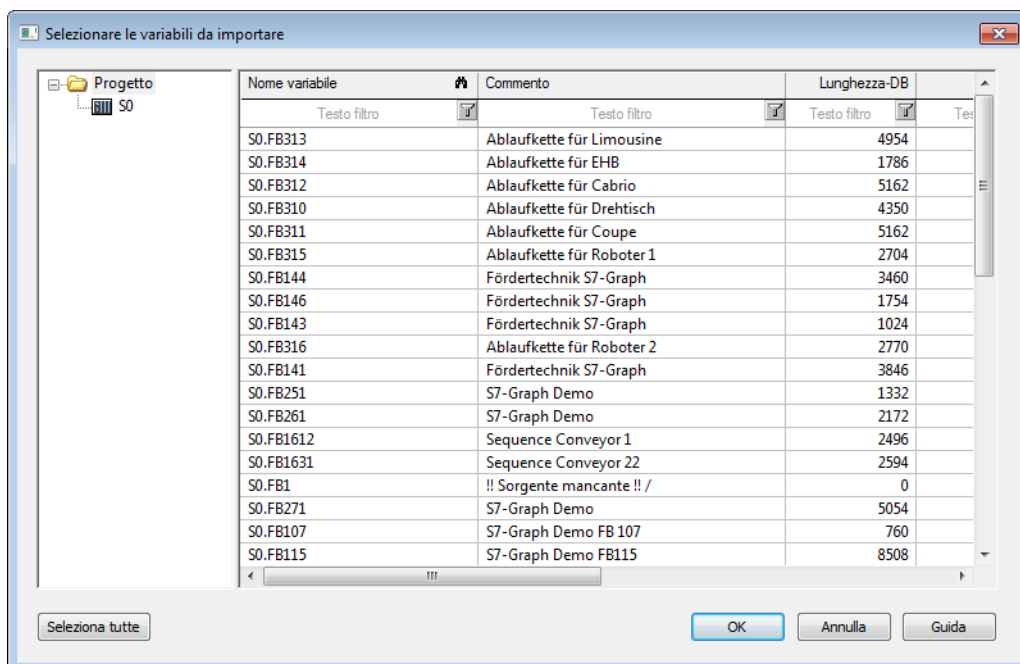 Selezionare le variabili da importare
Progetto
S0
Nome variabile Commento Lunghezza-DB
Testo filtro Testo filtro Testo filtro Tes
S0.FB313 Ablaufkette für Limousine 4954
S0.FB314 Ablaufkette für EHB 1786
S0.FB312 Ablaufkette für Cabrio 5162
S0.FB310 Ablaufkette für Drehtisch 4350
S0.FB311 Ablaufkette für Coupe 5162
S0.FB315 Ablaufkette für Roboter 1 2704
S0.FB144 Fördertechnik S7-Graph 3460
S0.FB146 Fördertechnik S7-Graph 1754
S0.FB143 Fördertechnik S7-Graph 1024
S0.FB316 Ablaufkette für Roboter 2 2770
S0.FB141 Fördertechnik S7-Graph 3846
S0.FB251 S7-Graph Demo 1332
S0.FB261 S7-Graph Demo 2172
S0.FB1612 Sequence Conveyor 1 2496
S0.FB1631 Sequence Conveyor 22 2594
S0.FB1 !! Sorgente mancante !! / 0
S0.FB271 S7-Graph Demo 5054
S0.FB107 S7-Graph Demo FB 107 760
S0.FB115 S7-Graph Demo FB115 8508
Seleziona tutte OK Annulla Guida